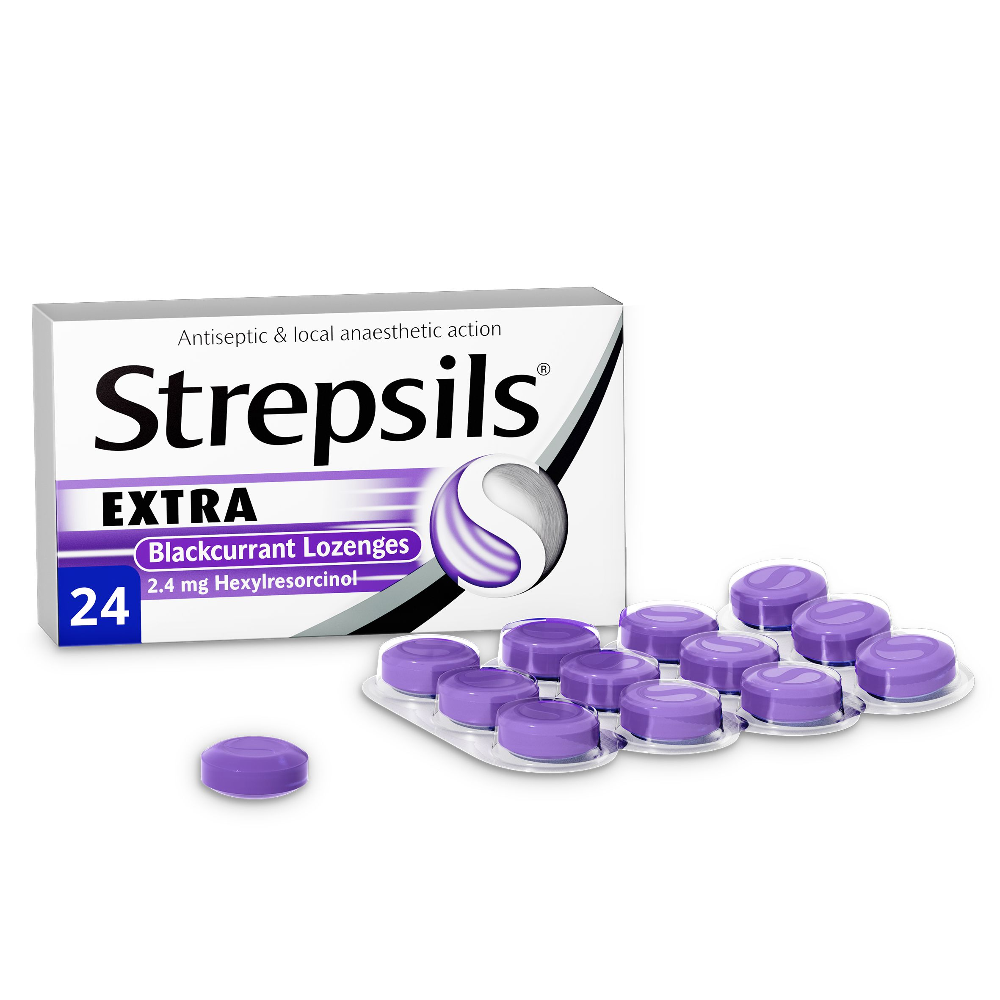 Antiseptic & local anaesthetic action
Strepsils®
EXTRA
Blackcurrant Lozenges
2.4 mg Hexylresorcinol
24